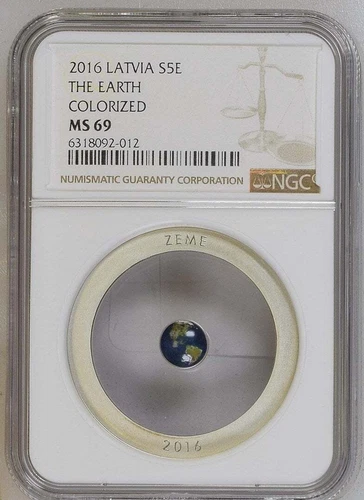 2016 LATVIA S5E
THE EARTH
COLORIZED
MS 69
6318092-012
NUMISMATIC GUARANTY CORPORATION
NGC
ZEME
2016